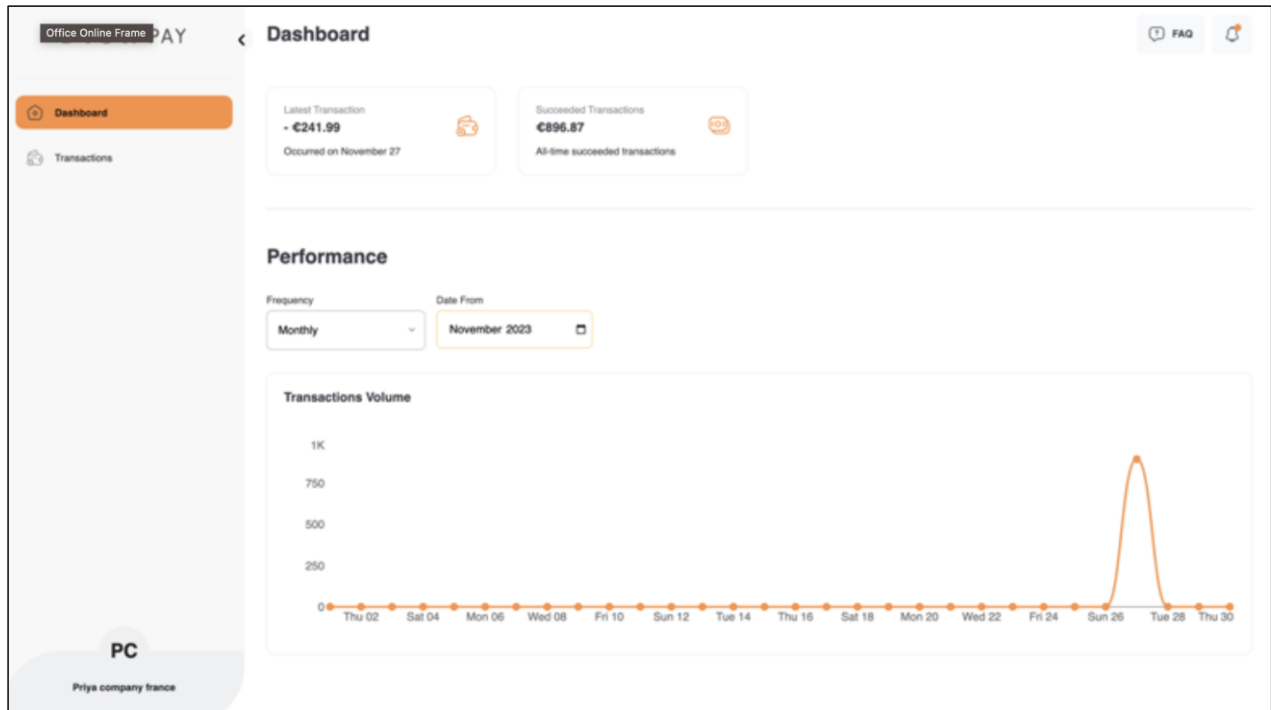 Office Online Frame
PAY
Dashboard
FAQ
Dashboard
Transactions
Latest Transaction
- €241.99
Occurred on November 27
Succeeded Transactions
€896.87
All-time succeeded transactions
Performance
Frequency
Date From
Monthly
November 2023
Transactions Volume
1K
750
500
250
0
Thu 02 Sat 04 Mon 06 Wed 08 Fri 10 Sun 12 Tue 14 Thu 16 Sat 18 Mon 20 Wed 22 Fri 24 Sun 26 Tue 28 Thu 30
PC
Priya company france